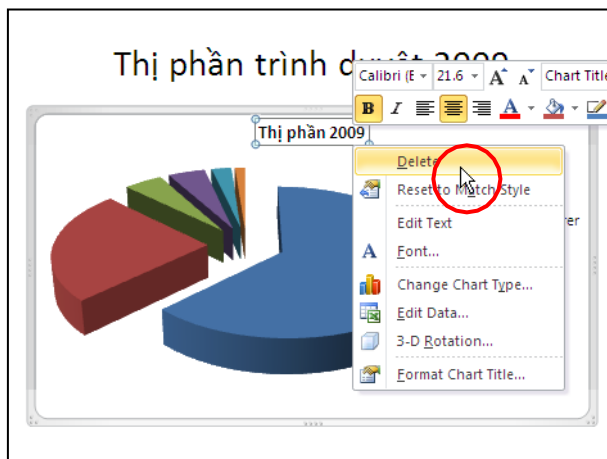 Thị phần trình duyệt 2009
Calibri (E 21.6 A A Chart Title
B I A
Thị phần 2009
Delete
Reset to Match Style
rer
Edit Text
A Font...
Change Chart Type...
Edit Data...
3-D Rotation...
Format Chart Title...